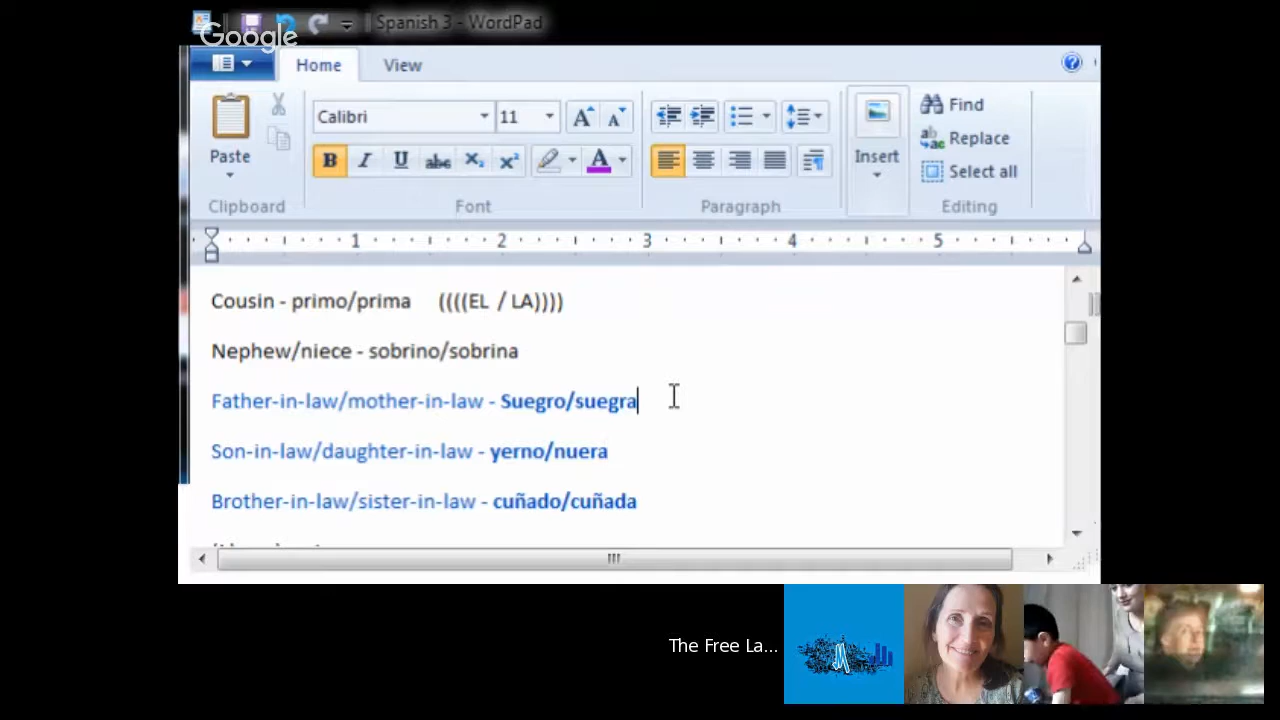 Spanish 3 - WordPad
Google
Home View
Calibri 11
Find
Replace
Select all
Paste
Insert
Clipboard Font Paragraph Editing
1 2 3 4 5
Cousin - primo/prima ((((EL / LA))))
Nephew/niece - sobrino/sobrina
Father-in-law/mother-in-law - Suegro/suegra
Son-in-law/daughter-in-law - yerno/nuera
Brother-in-law/sister-in-law - cuñado/cuñada
The Free La...